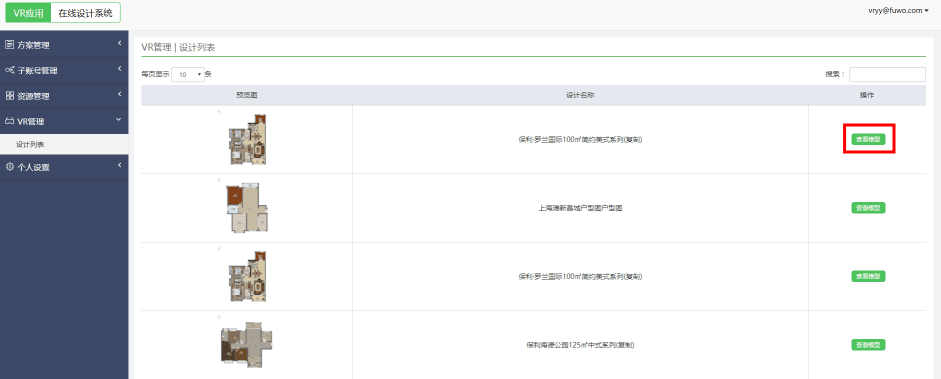 VR应用 在线设计系统 vryy@fuwo.com
方案管理
子账号管理
资源管理
VR管理
设计列表
个人设置
VR管理 | 设计列表
每页显示 10 条 搜索：
预览图 设计名称 操作
保利·罗兰国际100㎡简约美式系列(复制) 查看模型
上海潍新昌城户型图户型图 查看模型
保利·罗兰国际100㎡简约美式系列(复制) 查看模型
保利海德公园125㎡中式系列(复制) 查看模型